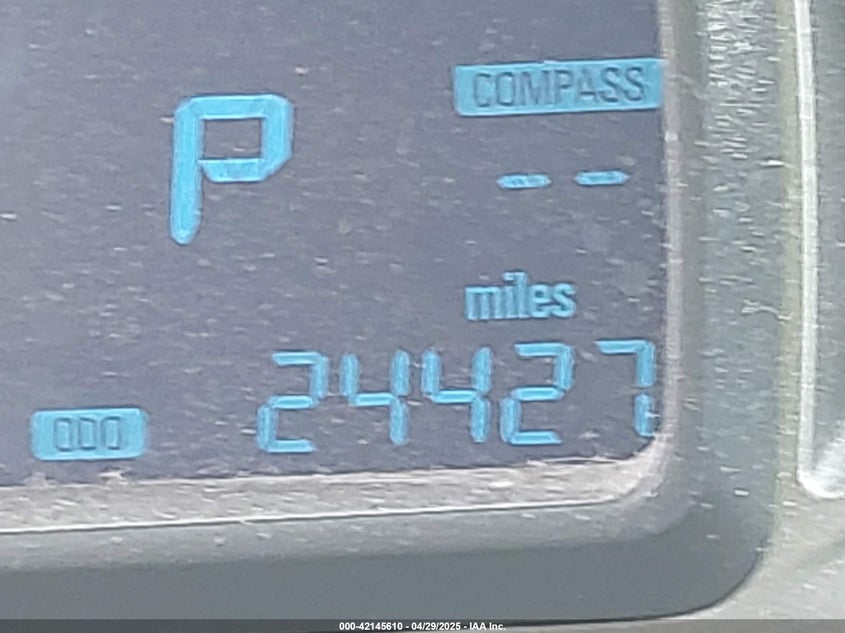 COMPASS
P
--
miles
000
24427
000-42145610 - 04/29/2025 - IAA Inc.